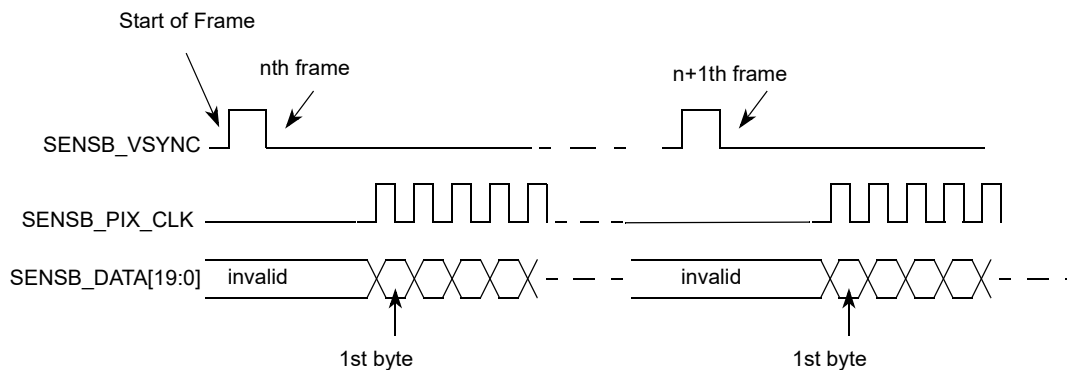 Start of Frame
nth frame
n+1th frame
SENSB_VSYNC
SENSB_PIX_CLK
SENSB_DATA[19:0]
invalid
invalid
1st byte
1st byte